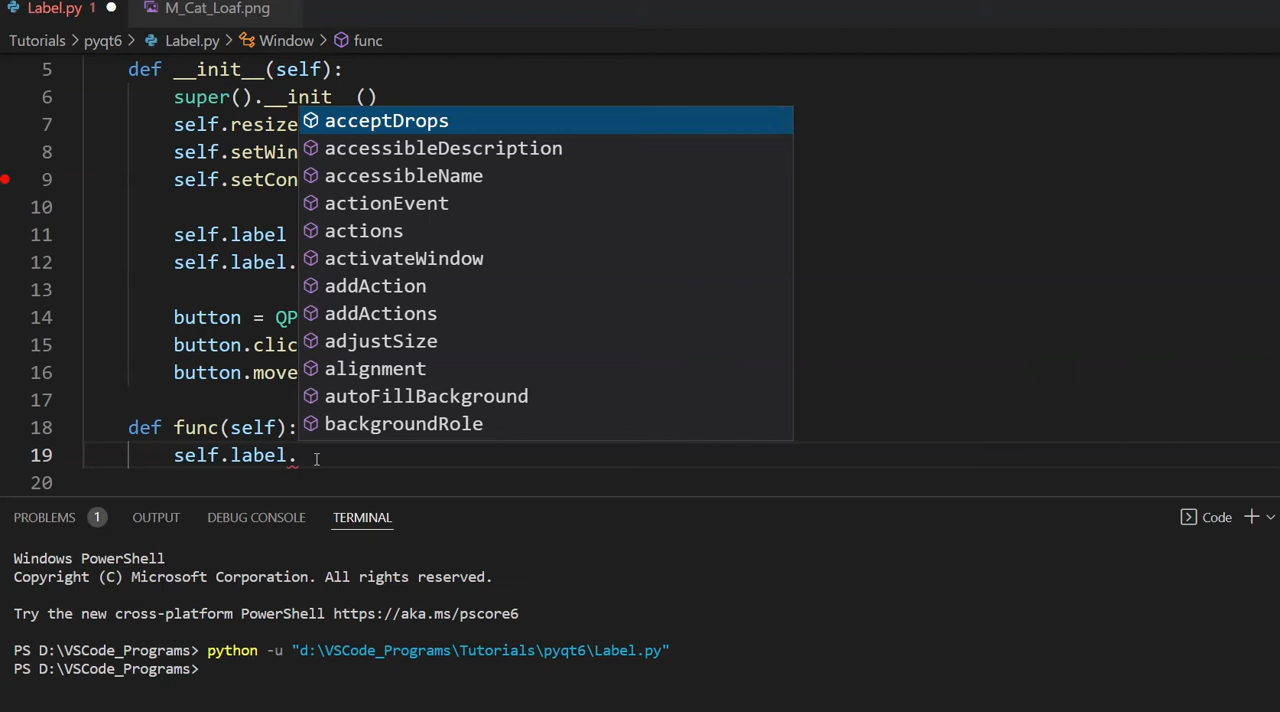 Label.py 1 M_Cat_Loaf.png
Tutorials > pyqt6 > Label.py > Window > func
5 def __init__(self):
6 super().__init__()
7 self.resize
8 self.setWin
9 self.setCon
10
11 self.label
12 self.label.
13
14 button = QP
15 button.clic
16 button.move
17
18 def func(self):
19 self.label.
20
acceptDrops
accessibleDescription
accessibleName
actionEvent
actions
activateWindow
addAction
addActions
adjustSize
alignment
autoFillBackground
backgroundRole
PROBLEMS 1 OUTPUT DEBUG CONSOLE TERMINAL Code
Windows PowerShell
Copyright (C) Microsoft Corporation. All rights reserved.
Try the new cross-platform PowerShell https://aka.ms/pscore6
PS D:\VSCode_Programs> python -u "d:\VSCode_Programs\Tutorials\pyqt6\Label.py"
PS D:\VSCode_Programs>